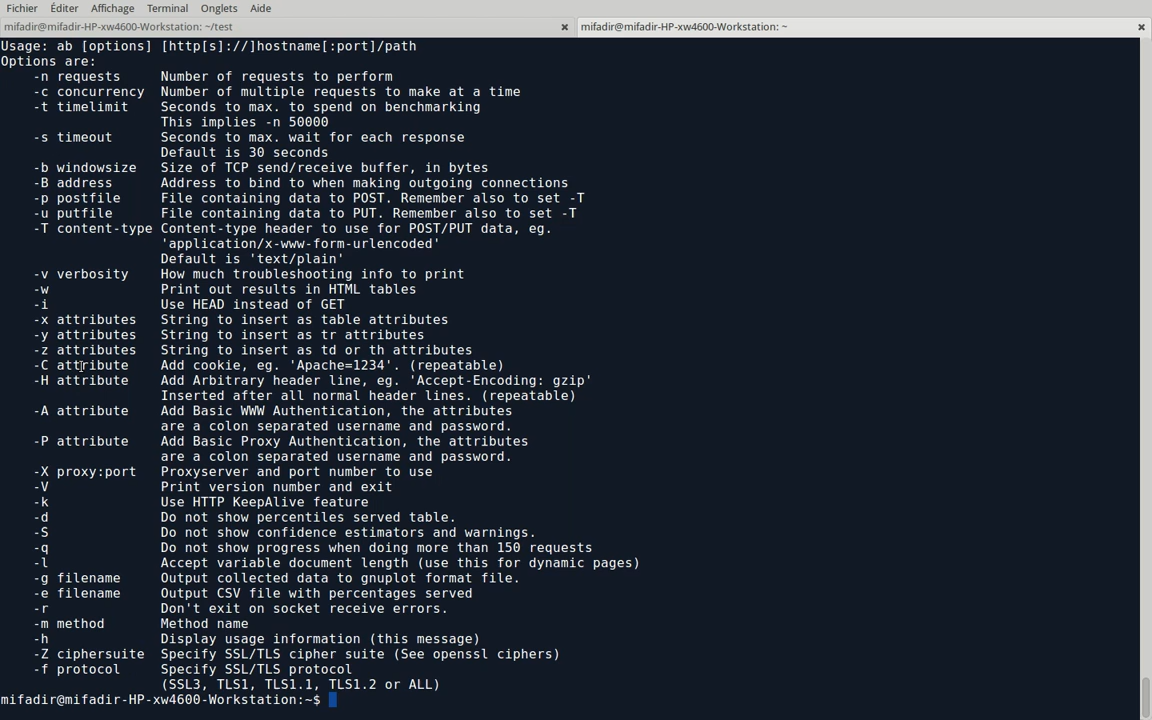 Fichier Éditer Affichage Terminal Onglets Aide
mifadir@mifadir-HP-xw4600-Workstation: ~/test
mifadir@mifadir-HP-xw4600-Workstation: ~
Usage: ab [options] [http[s]://]hostname[:port]/path
Options are:
    -n requests     Number of requests to perform
    -c concurrency  Number of multiple requests to make at a time
    -t timelimit    Seconds to max. to spend on benchmarking
                    This implies -n 50000
    -s timeout      Seconds to max. wait for each response
                    Default is 30 seconds
    -b windowsize   Size of TCP send/receive buffer, in bytes
    -B address      Address to bind to when making outgoing connections
    -p postfile     File containing data to POST. Remember also to set -T
    -u putfile      File containing data to PUT. Remember also to set -T
    -T content-type Content-type header to use for POST/PUT data, eg.
                    'application/x-www-form-urlencoded'
                    Default is 'text/plain'
    -v verbosity    How much troubleshooting info to print
    -w              Print out results in HTML tables
    -i              Use HEAD instead of GET
    -x attributes   String to insert as table attributes
    -y attributes   String to insert as tr attributes
    -z attributes   String to insert as td or th attributes
    -C attribute    Add cookie, eg. 'Apache=1234'. (repeatable)
    -H attribute    Add Arbitrary header line, eg. 'Accept-Encoding: gzip'
                    Inserted after all normal header lines. (repeatable)
    -A attribute    Add Basic WWW Authentication, the attributes
                    are a colon separated username and password.
    -P attribute    Add Basic Proxy Authentication, the attributes
                    are a colon separated username and password.
    -X proxy:port   Proxyserver and port number to use
    -V              Print version number and exit
    -k              Use HTTP KeepAlive feature
    -d              Do not show percentiles served table.
    -S              Do not show confidence estimators and warnings.
    -q              Do not show progress when doing more than 150 requests
    -l              Accept variable document length (use this for dynamic pages)
    -g filename     Output collected data to gnuplot format file.
    -e filename     Output CSV file with percentages served
    -r              Don't exit on socket receive errors.
    -m method       Method name
    -h              Display usage information (this message)
    -Z ciphersuite  Specify SSL/TLS cipher suite (See openssl ciphers)
    -f protocol     Specify SSL/TLS protocol
                    (SSL3, TLS1, TLS1.1, TLS1.2 or ALL)
mifadir@mifadir-HP-xw4600-Workstation:~$